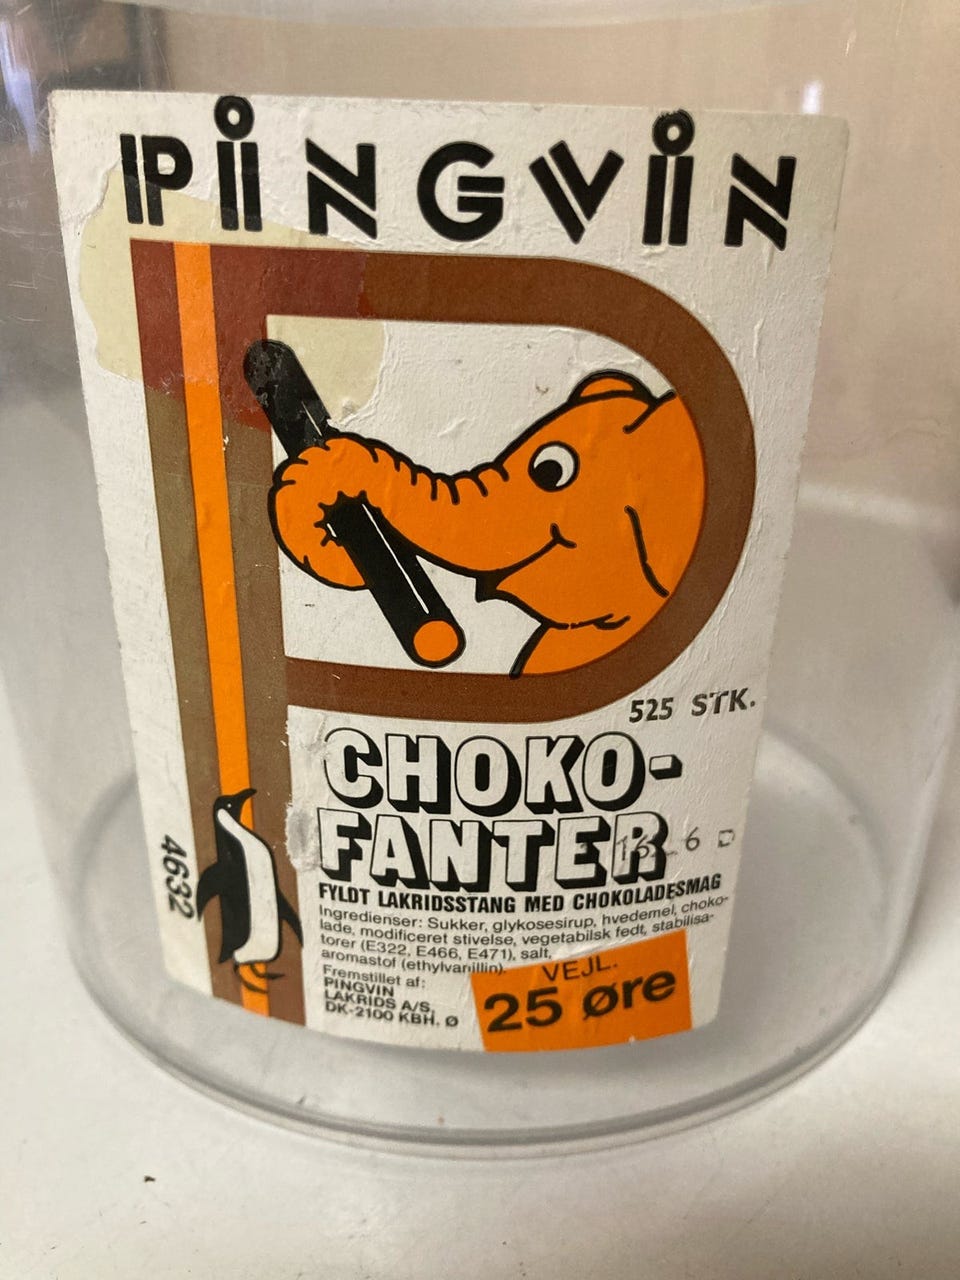 PINGVIN
525 STK.
CHOKO-
FANTER
6 D
FYLDT LAKRIDSSTANG MED CHOKOLADESMAG
Ingredienser: Sukker, glykosesirup, hvedemel, choko-
lade, modificeret stivelse, vegetabilsk fedt, stabilisa-
torer (E322, E466, E471), salt,
aromastof (ethylvanillin).
Fremstillet af:
PINGVIN
LAKRIDS A/S,
DK-2100 KBH. Ø
VEJL.
25 øre
4632